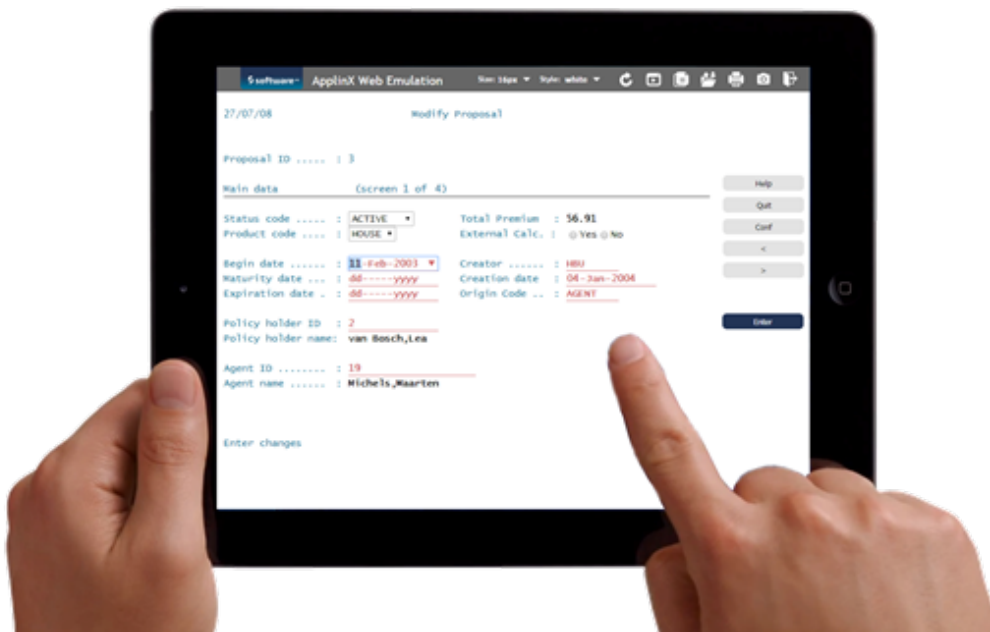 software ApplinX Web Emulation Size: 16px Style: white
27/07/08 Modify Proposal
Proposal ID ..... : 3
Main data (screen 1 of 4)
Help
Quit
Status code ..... : ACTIVE Total Premium : 56.91
Conf
Product code .... : HOUSE External Calc. : Yes No
<
Begin date ...... : 11-Feb-2003 Creator ...... : HBU
>
Maturity date ... : dd-----yyyy Creation date : 04-Jan-2004
Expiration date . : dd-----yyyy Origin Code .. : AGENT
Policy holder ID : 2
Enter
Policy holder name: van Bosch,Lea
Agent ID ........ : 19
Agent name ...... : Michels,Maarten
Enter changes